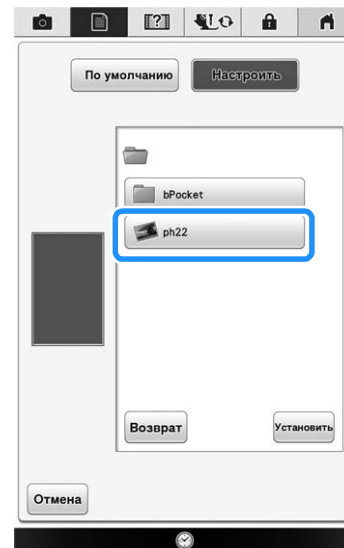 По умолчанию
Настроить
bPocket
ph22
Возврат
Установить
Отмена